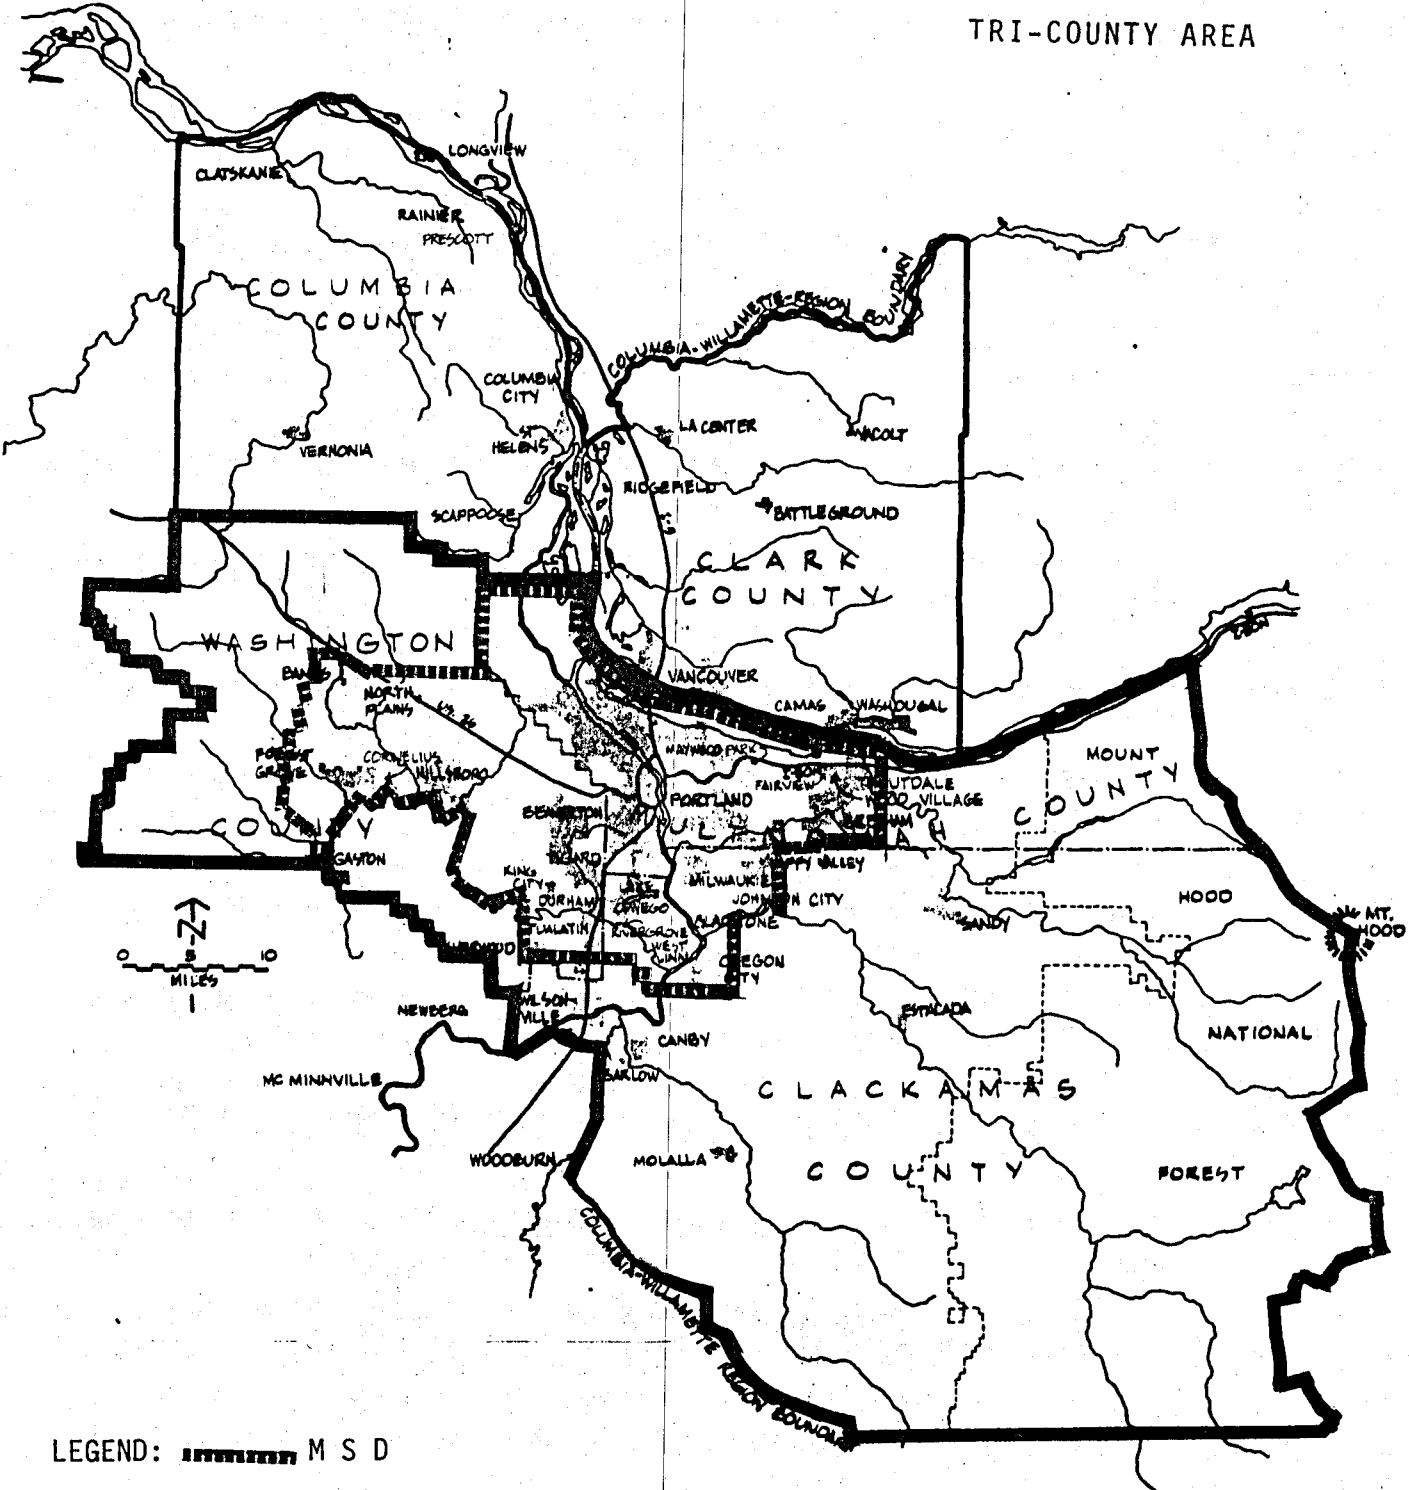 TRI-COUNTY AREA
LONGVIEW
CLATSKANIE
RAINIER
PRESCOTT
COLUMBIA
COUNTY
COLUMBIA-WILLAMETTE-REGION
BOUNDARY
COLUMBIA
CITY
ST
HELENS
LA CENTER
YACOLT
VERNONIA
RIDGEFIELD
SCAPPOOSE
BATTLEGROUND
I-5
CLARK
COUNTY
WASHINGTON
BANKS
NORTH
PLAINS
VANCOUVER
CAMAS
WASHOUGAL
MAYWOOD PARK
FOREST
GROVE
CORNELIUS
HILLSBORO
FAIRVIEW
TROUTDALE
WOOD VILLAGE
GRESHAM
MOUNT
COUNTY
BEAVERTON
PORTLAND
COUNTY
GASTON
TIGARD
HAPPY VALLEY
KING
CITY
DURHAM
LAKE
OSWEGO
MILWAUKIE
JOHNSON CITY
HOOD
MT.
HOOD
SANDY
TUALATIN
RIVERGROVE
WEST
LINN
GLADSTONE
OREGON
CITY
SHERWOOD
N
0 5 10
MILES
WILSON-
VILLE
NEWBERG
ESTACADA
NATIONAL
CANBY
BARLOW
MC MINNVILLE
CLACKAMAS
COUNTY
WOODBURN
MOLALLA
FOREST
COLUMBIA-WILLAMETTE REGION BOUNDARY
LEGEND: M S D